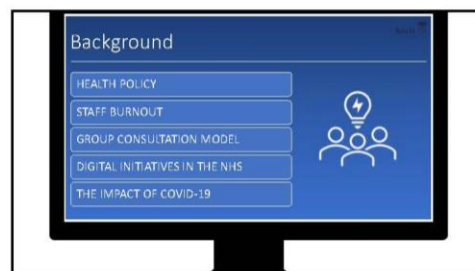 Background
HEALTH POLICY
STAFF BURNOUT
GROUP CONSULTATION MODEL
DIGITAL INITIATIVES IN THE NHS
THE IMPACT OF COVID-19